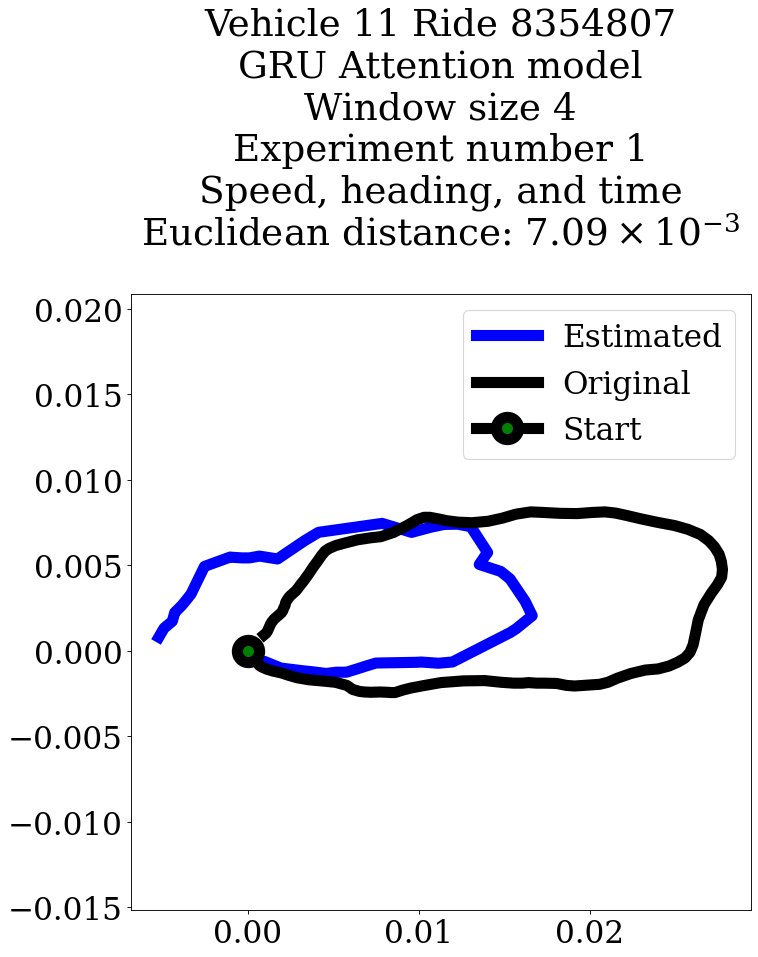 Vehicle 11 Ride 8354807
GRU Attention model
Window size 4
Experiment number 1
Speed, heading, and time
Euclidean distance: 7.09 × 10⁻³
0.020
0.015
0.010
0.005
0.000
−0.005
−0.010
−0.015
Estimated
Original
Start
0.00 0.01 0.02